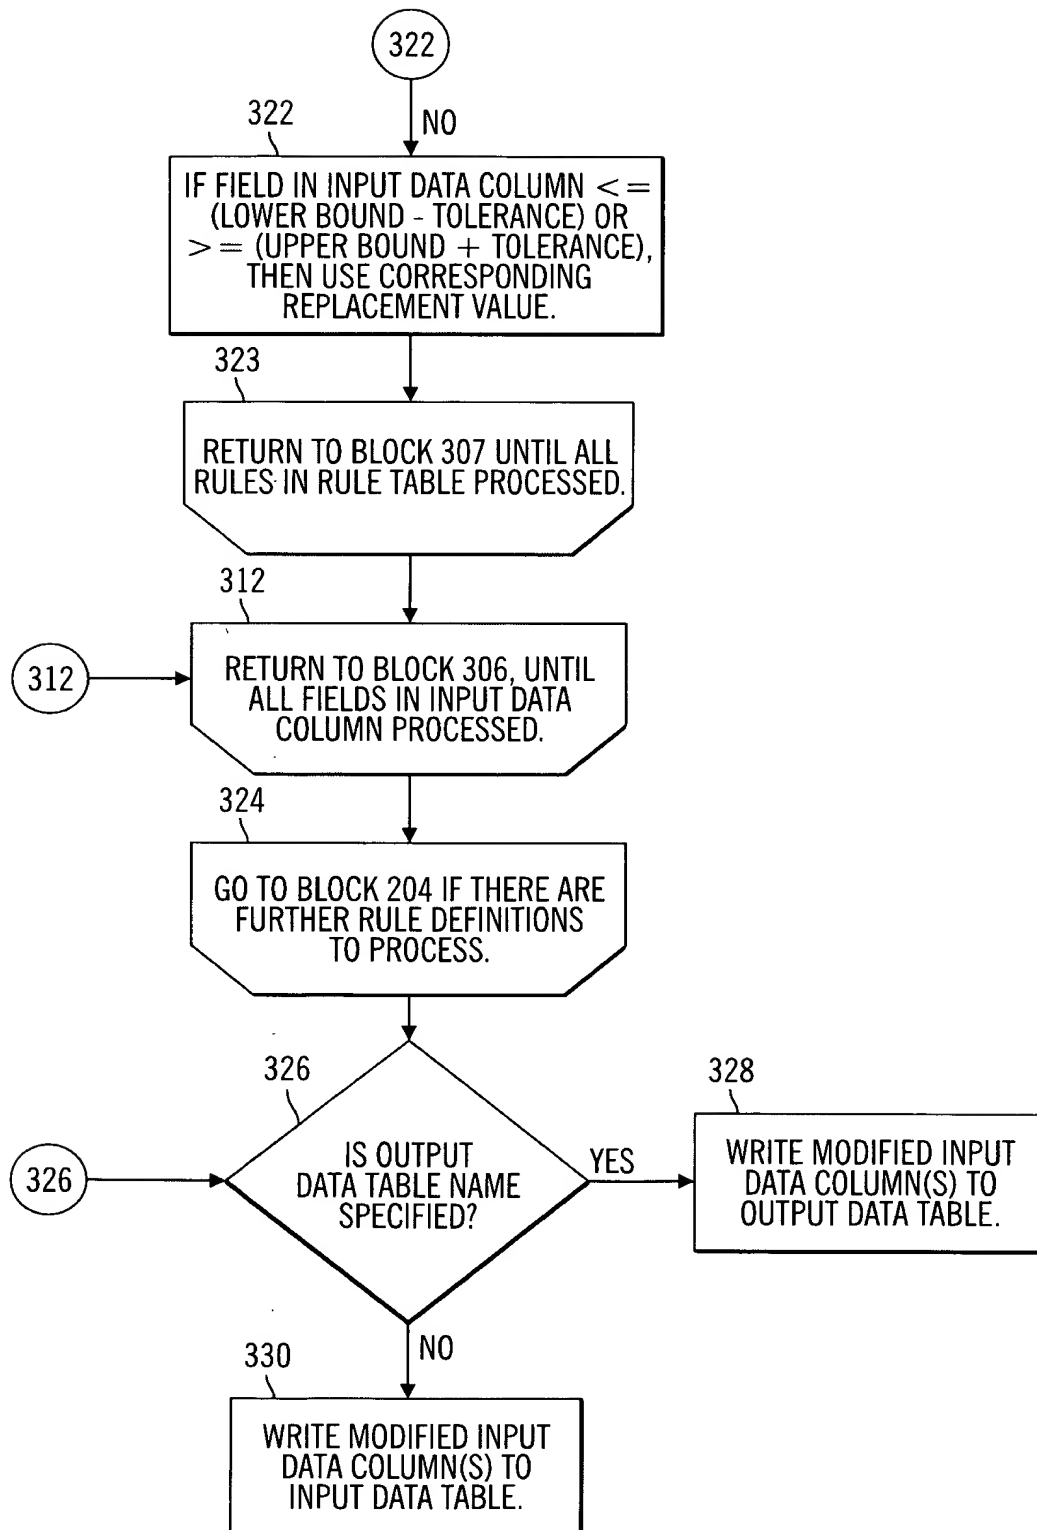 322
NO
322
IF FIELD IN INPUT DATA COLUMN <=
(LOWER BOUND - TOLERANCE) OR
>= (UPPER BOUND + TOLERANCE),
THEN USE CORRESPONDING
REPLACEMENT VALUE.
323
RETURN TO BLOCK 307 UNTIL ALL
RULES IN RULE TABLE PROCESSED.
312
312
RETURN TO BLOCK 306, UNTIL
ALL FIELDS IN INPUT DATA
COLUMN PROCESSED.
324
GO TO BLOCK 204 IF THERE ARE
FURTHER RULE DEFINITIONS
TO PROCESS.
326
326
IS OUTPUT
DATA TABLE NAME
SPECIFIED?
YES
328
WRITE MODIFIED INPUT
DATA COLUMN(S) TO
OUTPUT DATA TABLE.
NO
330
WRITE MODIFIED INPUT
DATA COLUMN(S) TO
INPUT DATA TABLE.